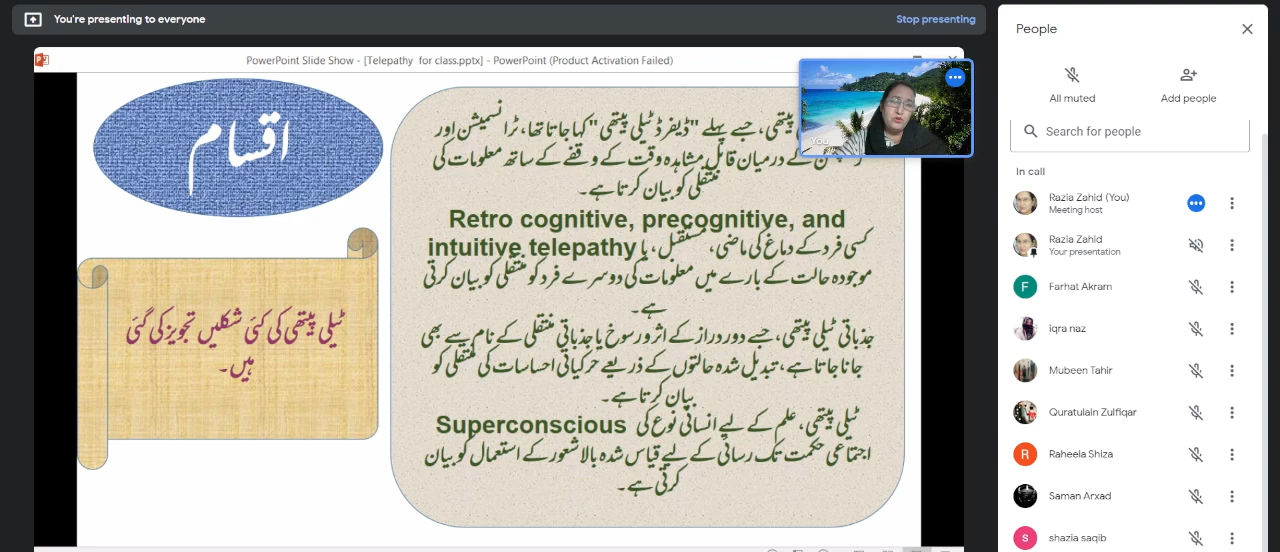 You're presenting to everyone
Stop presenting
PowerPoint Slide Show - [Telepathy for class.pptx] - PowerPoint (Product Activation Failed)
اقسام
ٹیلی پیتھی کی کئی شکلیں تجویز کی گئی
ہیں۔
پیتھی، جسے پہلے "ڈیفرڈ ٹیلی پیتھی" کہا جاتا تھا، ٹرانسمیشن اور
کے درمیان قابل مشاہدہ وقت کے وقفے کے ساتھ معلومات کی
منتقلی کو بیان کرتا ہے۔
Retro cognitive, precognitive, and
intuitive telepathy کسی فرد کے دماغ کی ماضی، مستقبل، یا
موجودہ حالت کے بارے میں معلومات کی دوسرے فرد کو منتقلی کو بیان کرتی
ہے۔
جذباتی ٹیلی پیتھی، جسے دور دراز کے اثر و رسوخ یا جذباتی منتقلی کے نام سے بھی
جانا جاتا ہے، تبدیل شدہ حالتوں کے ذریعے حرکیاتی احساسات کی منتقلی کو
بیان کرتا ہے۔
Superconscious ٹیلی پیتھی، علم کے لیے انسانی نوع کی
اجتماعی حکمت تک رسائی کے لیے قیاس شدہ بالا شعور کے استعمال کو بیان
کرتی ہے۔
You
People
All muted
Add people
Search for people
In call
Razia Zahid (You)
Meeting host
Razia Zahid
Your presentation
F
Farhat Akram
iqra naz
Mubeen Tahir
Quratulain Zulfiqar
R
Raheela Shiza
Saman Arxad
s
shazia saqib